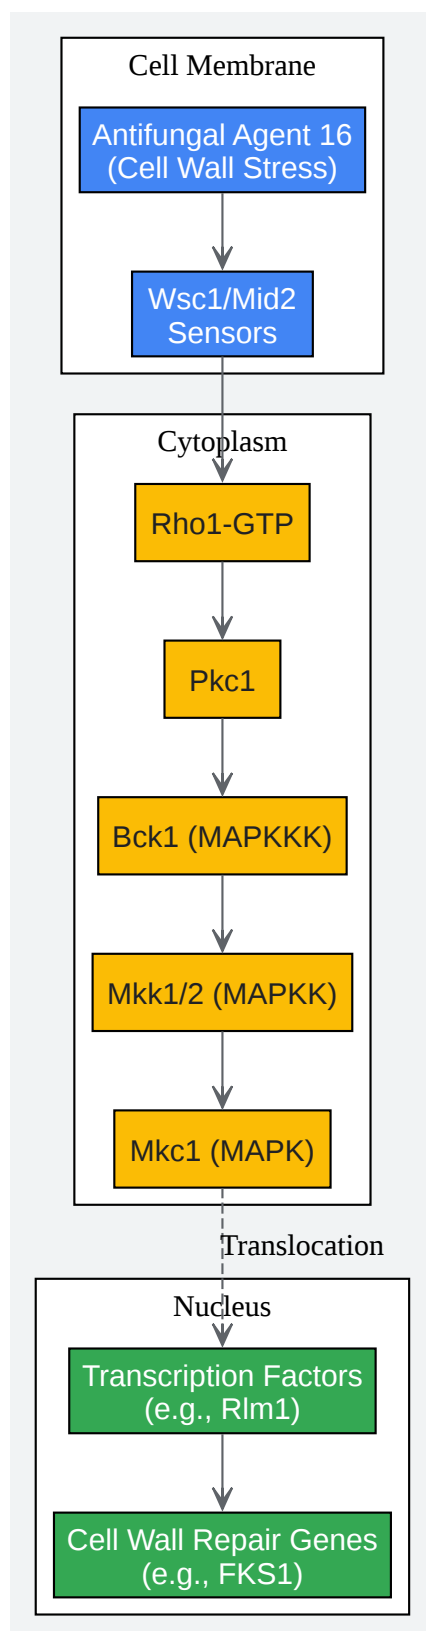 Cell Membrane
Antifungal Agent 16
(Cell Wall Stress)
Wsc1/Mid2
Sensors
Cytoplasm
Rho1-GTP
Pkc1
Bck1 (MAPKKK)
Mkk1/2 (MAPKK)
Mkc1 (MAPK)
Translocation
Nucleus
Transcription Factors
(e.g., Rlm1)
Cell Wall Repair Genes
(e.g., FKS1)